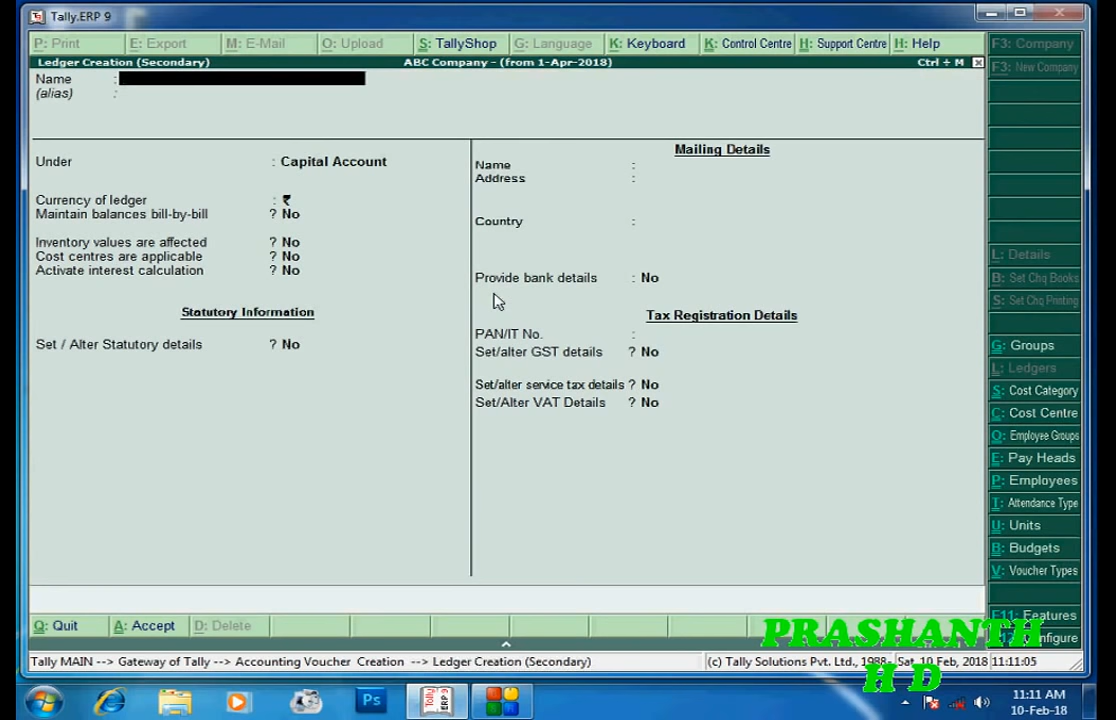 Tally.ERP 9
P: Print E: Export M: E-Mail O: Upload S: TallyShop G: Language K: Keyboard K: Control Centre H: Support Centre H: Help F3: Company
Ledger Creation (Secondary) ABC Company - (from 1-Apr-2018) Ctrl + M x F3: New Company
Name :
(alias) :
Mailing Details
Under : Capital Account
Name :
Address :
Currency of ledger : ₹
Maintain balances bill-by-bill ? No
Country :
Inventory values are affected ? No
Cost centres are applicable ? No
L: Details
Activate interest calculation ? No
Provide bank details : No
B: Set Chq Books
S: Set Chq Printing
Statutory Information
Tax Registration Details
PAN/IT No. :
Set / Alter Statutory details ? No
Set/alter GST details ? No
Set/alter service tax details ? No
Set/Alter VAT Details ? No
G: Groups
L: Ledgers
S: Cost Category
C: Cost Centre
O: Employee Groups
E: Pay Heads
P: Employees
T: Attendance Type
U: Units
B: Budgets
V: Voucher Types
F11: Features
Q: Quit A: Accept D: Delete
PRASHANTH
H D
nfigure
Tally MAIN --> Gateway of Tally --> Accounting Voucher Creation --> Ledger Creation (Secondary) (c) Tally Solutions Pvt. Ltd., 1988- Sat, 10 Feb, 2018 11:11:05
Ps
Tally ERP 9
11:11 AM
10-Feb-18